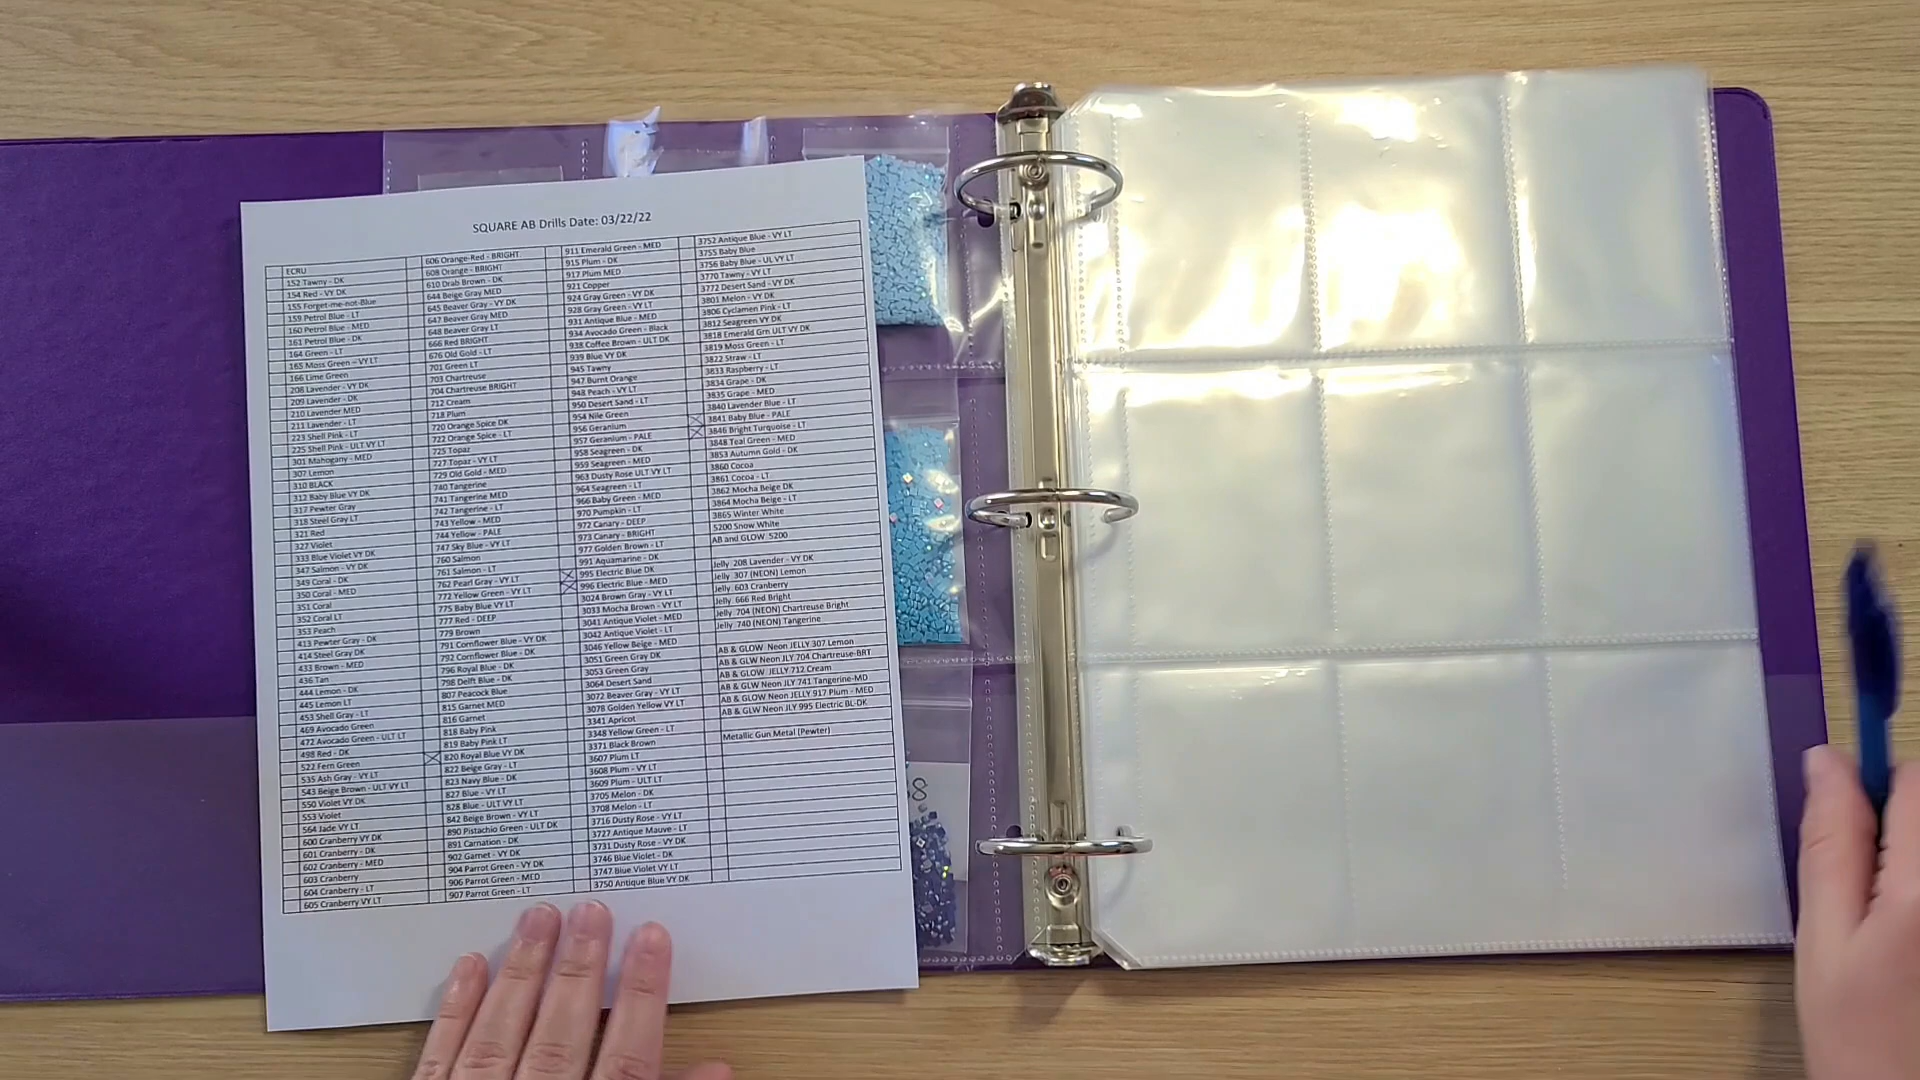 SQUARE AB Drills Date: 03/22/22
ECRU
152 Tawny - DK
154 Red - VY DK
155 Forget-me-not-Blue
159 Petrol Blue - LT
160 Petrol Blue - MED
161 Petrol Blue - DK
164 Green - LT
165 Moss Green - VY LT
166 Lime Green
208 Lavender - VY DK
209 Lavender - DK
210 Lavender MED
211 Lavender - LT
223 Shell Pink - LT
225 Shell Pink - ULT VY LT
301 Mahogany - MED
307 Lemon
310 BLACK
312 Baby Blue VY DK
317 Pewter Gray
318 Steel Gray LT
321 Red
327 Violet
333 Blue Violet VY DK
347 Salmon - VY DK
349 Coral - DK
350 Coral - MED
351 Coral
352 Coral LT
353 Peach
413 Pewter Gray - DK
414 Steel Gray DK
433 Brown - MED
436 Tan
444 Lemon - DK
445 Lemon LT
453 Shell Gray - LT
469 Avocado Green
472 Avocado Green - ULT LT
498 Red - DK
522 Fern Green
535 Ash Gray - VY LT
543 Beige Brown - ULT VY LT
550 Violet VY DK
553 Violet
564 Jade VY LT
600 Cranberry VY DK
601 Cranberry - DK
602 Cranberry - MED
603 Cranberry
604 Cranberry - LT
605 Cranberry VY LT
606 Orange-Red - BRIGHT
608 Orange - BRIGHT
610 Drab Brown - DK
644 Beige Gray MED
645 Beaver Gray - VY DK
647 Beaver Gray MED
648 Beaver Gray LT
666 Red BRIGHT
676 Old Gold - LT
701 Green LT
703 Chartreuse
704 Chartreuse BRIGHT
712 Cream
718 Plum
720 Orange Spice DK
722 Orange Spice - LT
725 Topaz
727 Topaz - VY LT
729 Old Gold - MED
740 Tangerine
741 Tangerine MED
742 Tangerine - LT
743 Yellow - MED
744 Yellow - PALE
747 Sky Blue - VY LT
760 Salmon
761 Salmon - LT
762 Pearl Gray - VY LT
772 Yellow Green - VY LT
775 Baby Blue VY LT
777 Red - DEEP
779 Brown
791 Cornflower Blue - VY DK
792 Cornflower Blue - DK
796 Royal Blue - DK
798 Delft Blue - DK
807 Peacock Blue
815 Garnet MED
816 Garnet
818 Baby Pink
819 Baby Pink LT
820 Royal Blue VY DK
822 Beige Gray - LT
823 Navy Blue - DK
827 Blue - VY LT
828 Blue - ULT VY LT
842 Beige Brown - VY LT
890 Pistachio Green - ULT DK
891 Carnation - DK
902 Garnet - VY DK
904 Parrot Green - VY DK
906 Parrot Green - MED
907 Parrot Green - LT
911 Emerald Green - MED
915 Plum - DK
917 Plum MED
921 Copper
924 Gray Green - VY DK
928 Gray Green - VY LT
931 Antique Blue - MED
934 Avocado Green - Black
938 Coffee Brown - ULT DK
939 Blue VY DK
945 Tawny
947 Burnt Orange
948 Peach - VY LT
950 Desert Sand - LT
954 Nile Green
956 Geranium
957 Geranium - PALE
958 Seagreen - DK
959 Seagreen - MED
963 Dusty Rose ULT VY LT
964 Seagreen - LT
966 Baby Green - MED
970 Pumpkin - LT
972 Canary - DEEP
973 Canary - BRIGHT
977 Golden Brown - LT
991 Aquamarine - DK
995 Electric Blue DK
996 Electric Blue - MED
3024 Brown Gray - VY LT
3033 Mocha Brown - VY LT
3041 Antique Violet - MED
3042 Antique Violet - LT
3046 Yellow Beige - MED
3051 Green Gray DK
3053 Green Gray
3064 Desert Sand
3072 Beaver Gray - VY LT
3078 Golden Yellow VY LT
3341 Apricot
3348 Yellow Green - LT
3371 Black Brown
3607 Plum LT
3608 Plum - VY LT
3609 Plum - ULT LT
3705 Melon - DK
3708 Melon - LT
3716 Dusty Rose - VY LT
3727 Antique Mauve - LT
3731 Dusty Rose - VY DK
3746 Blue Violet - DK
3747 Blue Violet VY LT
3750 Antique Blue VY DK
3752 Antique Blue - VY LT
3755 Baby Blue
3756 Baby Blue - UL VY LT
3770 Tawny - VY LT
3772 Desert Sand - VY DK
3801 Melon - VY DK
3806 Cyclamen Pink - LT
3812 Seagreen VY DK
3818 Emerald Grn ULT VY DK
3819 Moss Green - LT
3822 Straw - LT
3833 Raspberry - LT
3834 Grape - DK
3835 Grape - MED
3840 Lavender Blue - LT
3841 Baby Blue - PALE
3846 Bright Turquoise - LT
3848 Teal Green - MED
3853 Autumn Gold - DK
3860 Cocoa
3861 Cocoa - LT
3862 Mocha Beige DK
3864 Mocha Beige - LT
3865 Winter White
5200 Snow White
AB and GLOW 5200
Jelly 208 Lavender - VY DK
Jelly 307 (NEON) Lemon
Jelly 603 Cranberry
Jelly 666 Red Bright
Jelly 704 (NEON) Chartreuse Bright
Jelly 740 (NEON) Tangerine
AB & GLOW Neon JELLY 307 Lemon
AB & GLW Neon JLY 704 Chartreuse-BRT
AB & GLOW JELLY 712 Cream
AB & GLW Neon JLY 741 Tangerine-MD
AB & GLOW Neon JELLY 917 Plum - MED
AB & GLW Neon JLY 995 Electric BL-DK
Metallic Gun Metal (Pewter)
8